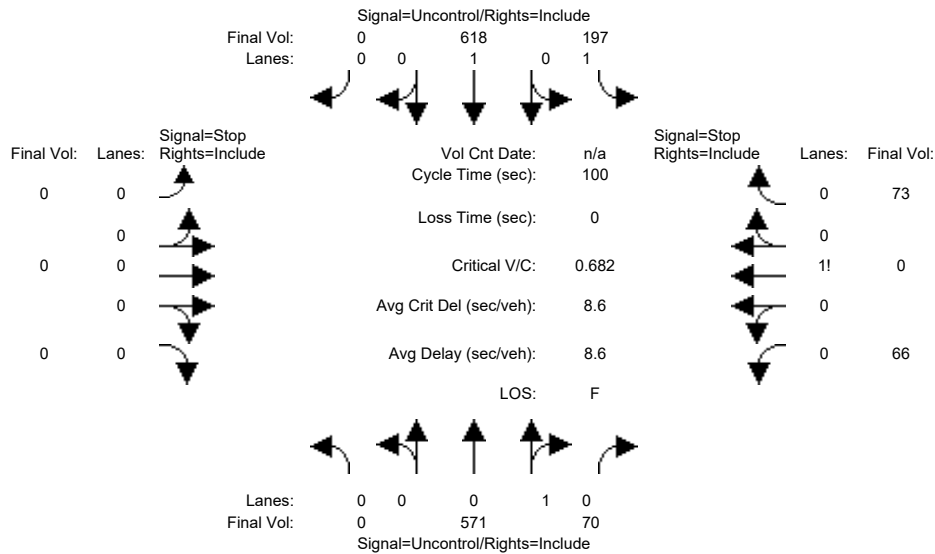 Signal=Uncontrol/Rights=Include
Final Vol: 0 618 197
Lanes: 0 0 1 0 1
Signal=Stop Signal=Stop
Final Vol: Lanes: Rights=Include Vol Cnt Date: n/a Rights=Include Lanes: Final Vol:
Cycle Time (sec): 100
0 0 0 73
Loss Time (sec): 0
0 0
0 0 Critical V/C: 0.682 1! 0
0 Avg Crit Del (sec/veh): 8.6 0
0 0 Avg Delay (sec/veh): 8.6 0 66
LOS: F
Lanes: 0 0 0 1 0
Final Vol: 0 571 70
Signal=Uncontrol/Rights=Include